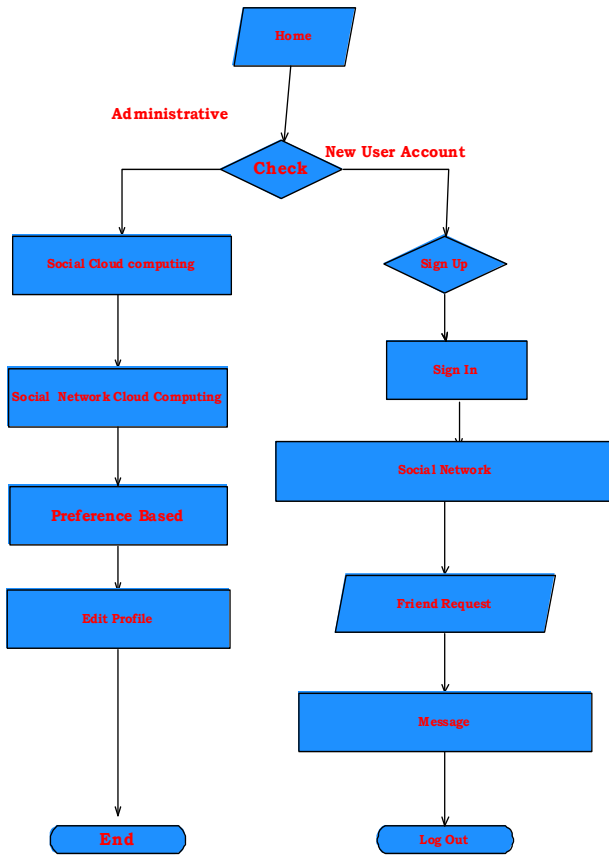 Home
Administrative
New User Account
Check
Social Cloud computing
Sign Up
Sign In
Social Network Cloud Computing
Social Network
Preference Based
Friend Request
Edit Profile
Message
End
Log Out